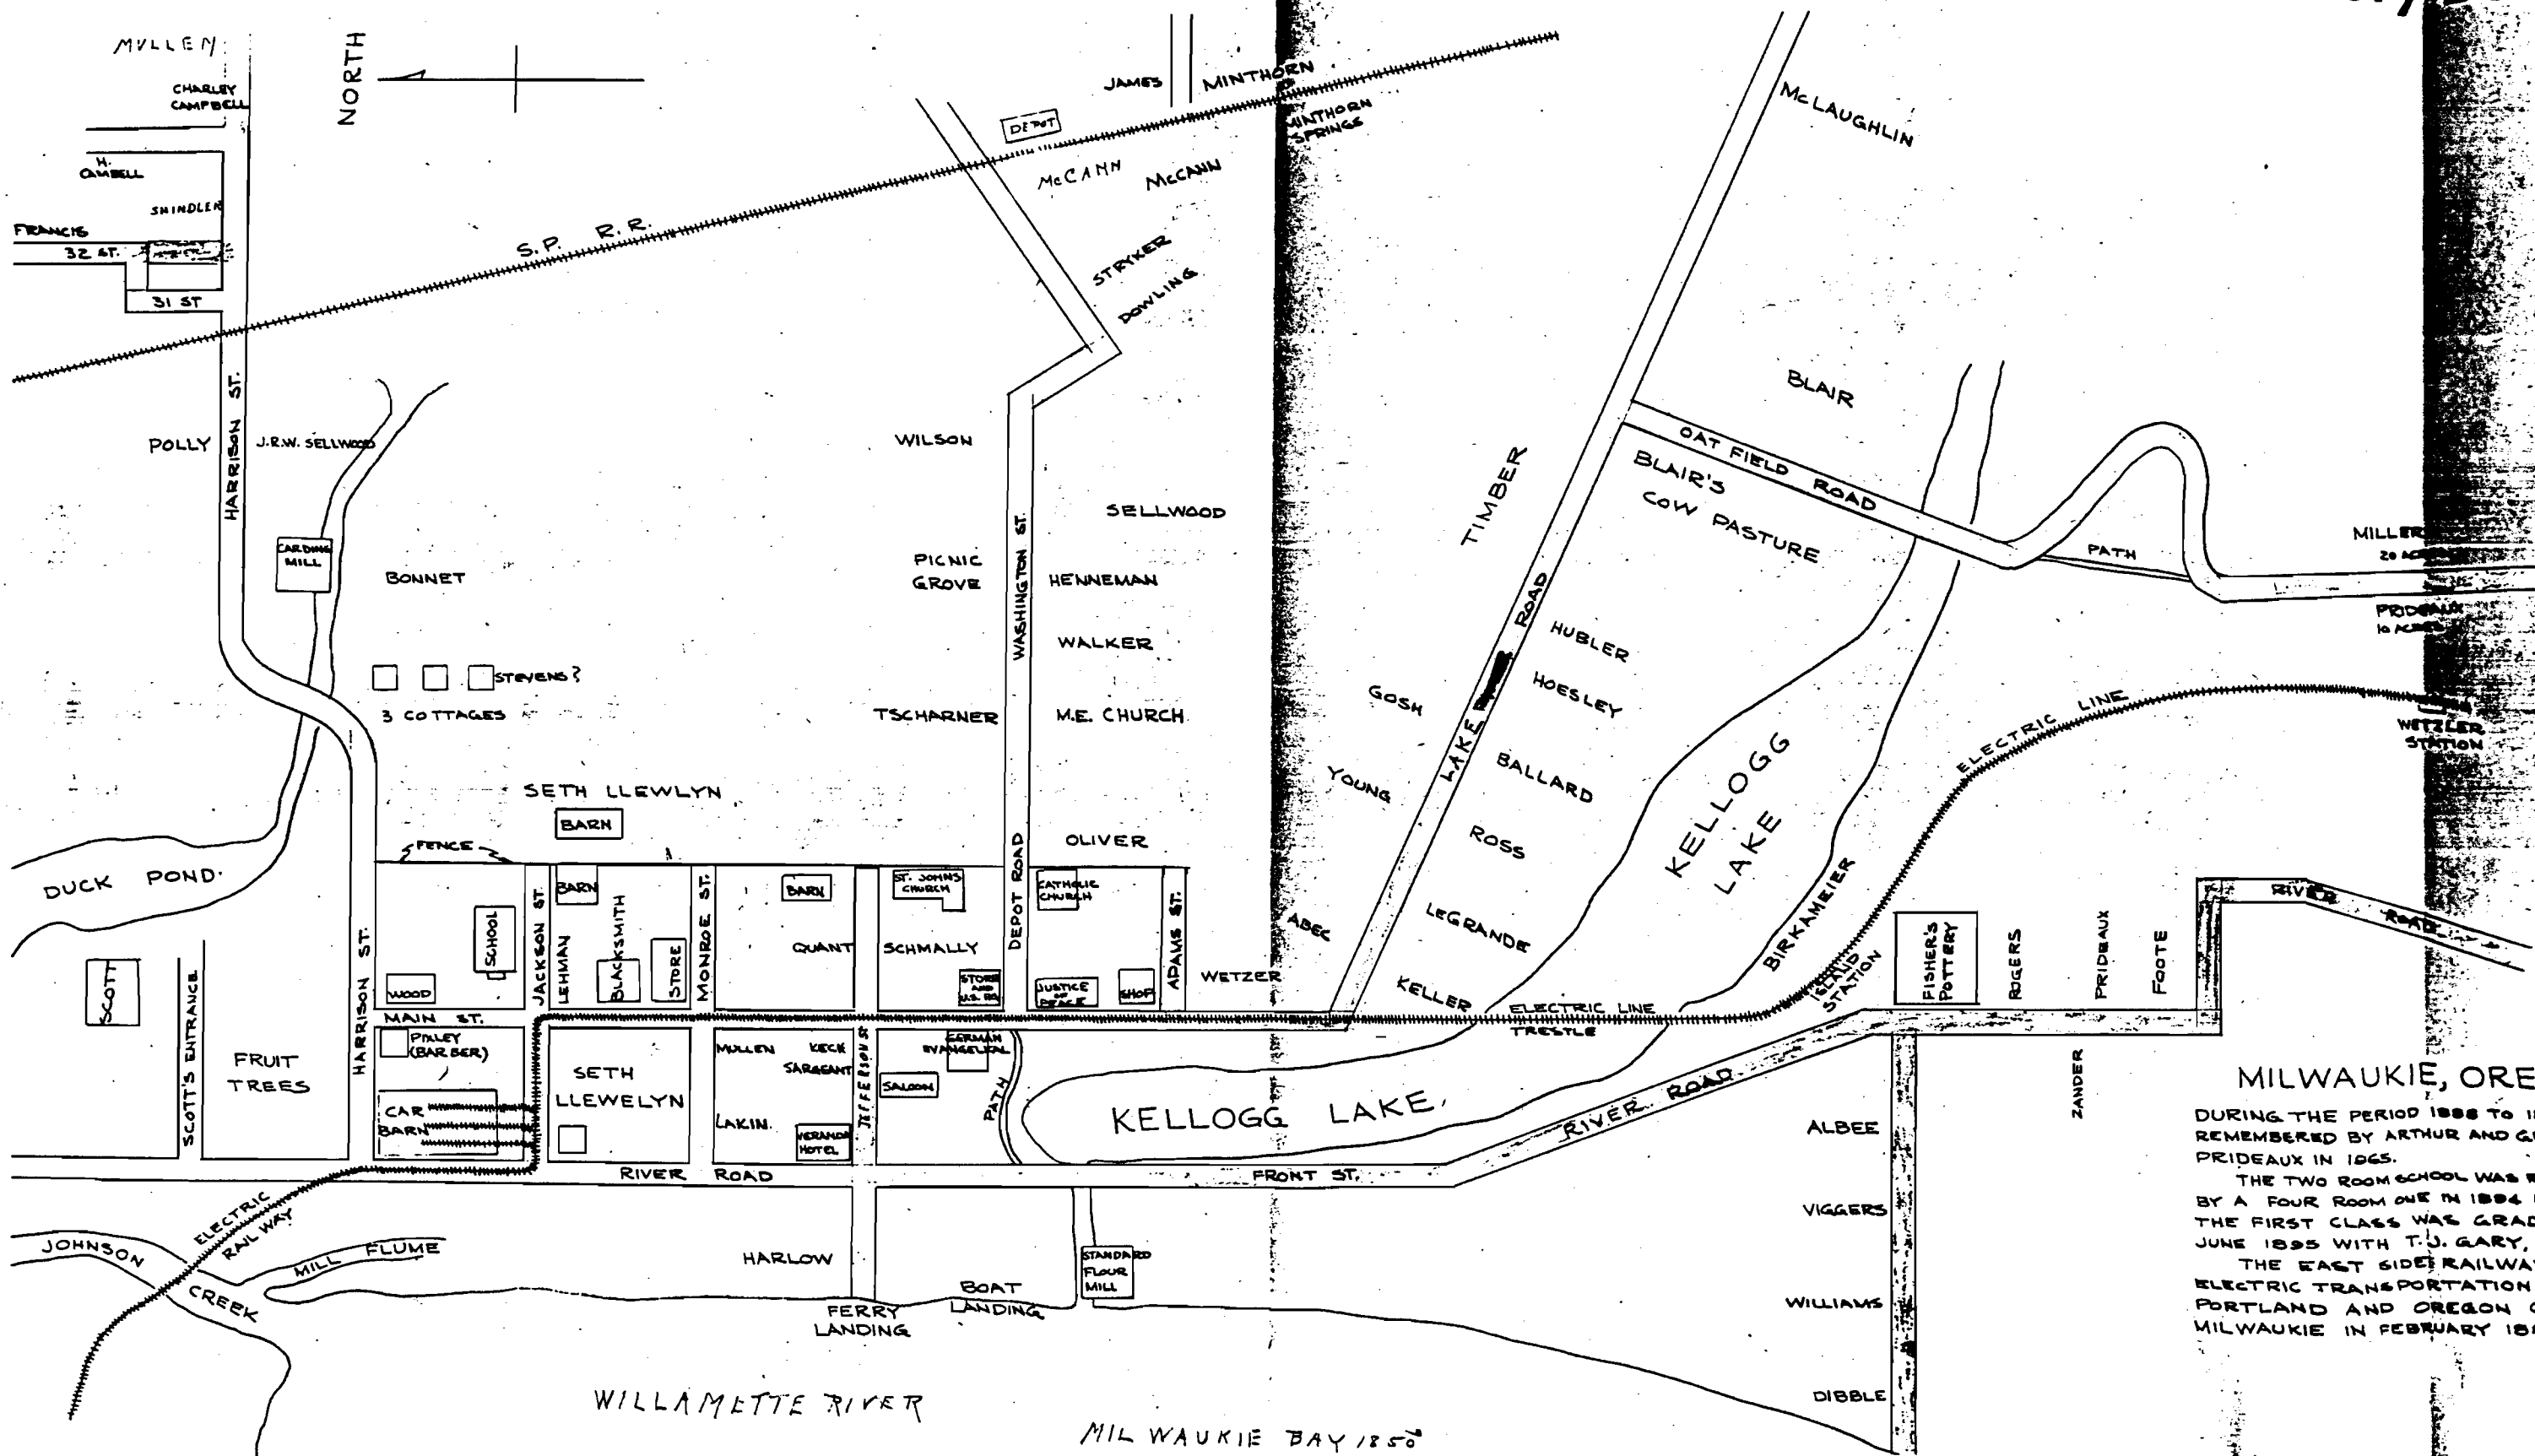 MULLEN
NORTH
CHARLEY
CAMPBELL
H.
CAMBELL
SHINDLER
FRANCIS
32 ST.
31 ST
S.P. R.R.
DEPOT
JAMES
MINTHORN
MINTHORN
SPRINGS
McCANN
McCANN
STRYKER
DOWLING
McLAUGHLIN
HARRISON ST.
POLLY
J.R.W. SELLWOOD
CARDING
MILL
BONNET
STEVENS?
3 COTTAGES
WILSON
PICNIC
GROVE
TSCHARNER
WASHINGTON ST.
SELLWOOD
HENNEMAN
WALKER
M.E. CHURCH
OLIVER
TIMBER
GOSH
YOUNG
ABEC
LAKE
ROAD
BLAIR
OAT FIELD ROAD
BLAIR'S
COW PASTURE
HUBLER
HOESLEY
BALLARD
ROSS
LEGRANDE
KELLER
KELLOGG
LAKE
BIRKAMEIER
PATH
MILLER
PRIDEAUX
ELECTRIC LINE
WETZLER
STATION
ISLAND
STATION
SETH LLEWLYN
BARN
FENCE
DUCK POND.
SCOTT
SCOTT'S ENTRANCE
FRUIT
TREES
HARRISON ST.
WOOD
SCHOOL
JACKSON ST.
BARN
LEHMAN
BLACKSMITH
STORE
MONROE ST.
BARN
QUANT
ST. JOHNS
CHURCH
SCHMALLY
STORE
AND
DEPOT ROAD
CATHOLIC
CHURCH
JUSTICE
OF
PEACE
SHOP
ADAMS ST.
WETZER
MAIN ST.
PINLEY
(BARBER)
CAR
BARN
SETH
LLEWELYN
MULLEN
KECK
SARGEANT
LAKIN.
VERANDA
HOTEL
JEFFERSON ST
SALOON
GERMAN
EVANGELICAL
PATH
KELLOGG LAKE.
ELECTRIC LINE
TRESTLE
RIVER ROAD
FISHER'S
POTTERY
ROGERS
PRIDEAUX
FOOTE
RIVER ROAD
ZANDER
RIVER ROAD
FRONT ST.
ELECTRIC
RAILWAY
JOHNSON
CREEK
MILL FLUME
HARLOW
FERRY
LANDING
BOAT
LANDING
STANDARD
FLOUR
MILL
ALBEE
VIGGERS
WILLIAMS
DIBBLE
WILLAMETTE RIVER
MILWAUKIE BAY 1850
MILWAUKIE, ORE
DURING THE PERIOD 1888 TO
REMEMBERED BY ARTHUR AND
PRIDEAUX IN 1965.
THE TWO ROOM SCHOOL WAS
BY A FOUR ROOM ONE IN
THE FIRST CLASS WAS GRAD
JUNE 1895 WITH T.J. GARY,
THE EAST SIDE RAILWAY
ELECTRIC TRANSPORTATION
PORTLAND AND OREGON
MILWAUKIE IN FEBRUARY